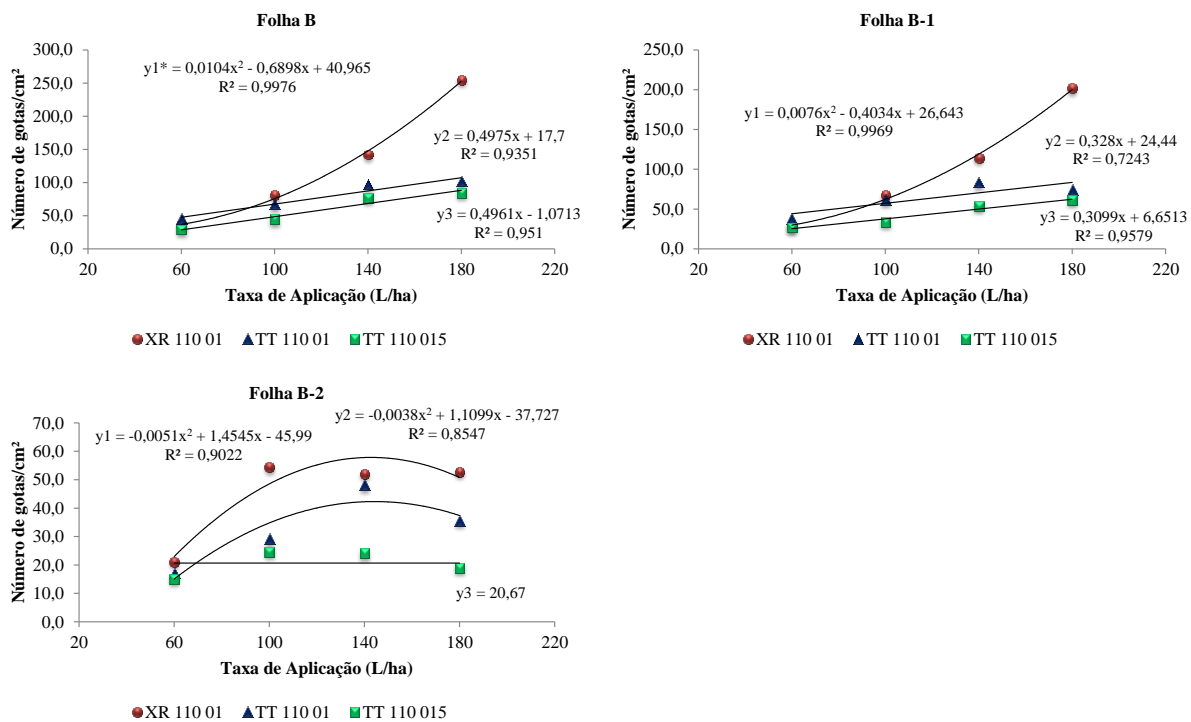 Folha B
Número de gotas/cm²
300,0
250,0
200,0
150,0
100,0
50,0
0,0
y1* = 0,0104x² - 0,6898x + 40,965
R² = 0,9976
y2 = 0,4975x + 17,7
R² = 0,9351
y3 = 0,4961x - 1,0713
R² = 0,951
20 60 100 140 180 220
Taxa de Aplicação (L/ha)
XR 110 01 TT 110 01 TT 110 015
Folha B-1
Número de gotas/cm²
250,0
200,0
150,0
100,0
50,0
0,0
y1 = 0,0076x² - 0,4034x + 26,643
R² = 0,9969
y2 = 0,328x + 24,44
R² = 0,7243
y3 = 0,3099x + 6,6513
R² = 0,9579
20 60 100 140 180 220
Taxa de Aplicação (L/ha)
XR 110 01 TT 110 01 TT 110 015
Folha B-2
Número de gotas/cm²
70,0
60,0
50,0
40,0
30,0
20,0
10,0
0,0
y2 = -0,0038x² + 1,1099x - 37,727
R² = 0,8547
y1 = -0,0051x² + 1,4545x - 45,99
R² = 0,9022
y3 = 20,67
20 60 100 140 180 220
Taxa de Aplicação (L/ha)
XR 110 01 TT 110 01 TT 110 015